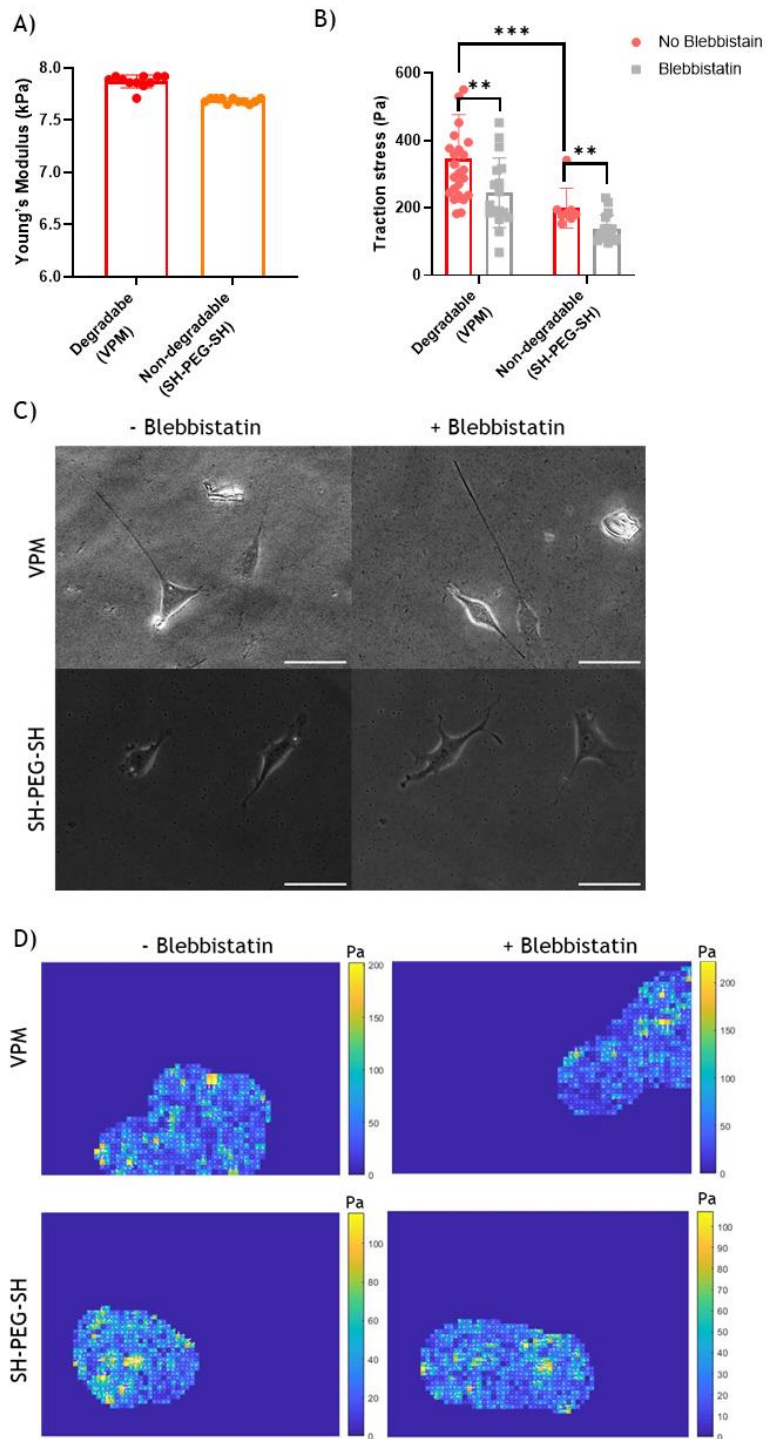 A)
Young's Modulus (kPa)
8.0
7.5
7.0
6.5
6.0
Degradabe
(VPM)
Non-degradable
(SH-PEG-SH)
B)
***
**
**
No Blebbistain
Blebbistatin
Traction stress (Pa)
600
400
200
0
Degradable
(VPM)
Non-degradable
(SH-PEG-SH)
C)
- Blebbistatin
+ Blebbistatin
VPM
SH-PEG-SH
D)
- Blebbistatin
+ Blebbistatin
VPM
Pa
200
150
100
50
0
Pa
200
150
100
50
0
SH-PEG-SH
Pa
100
80
60
40
20
0
Pa
100
90
80
70
60
50
40
30
20
10
0